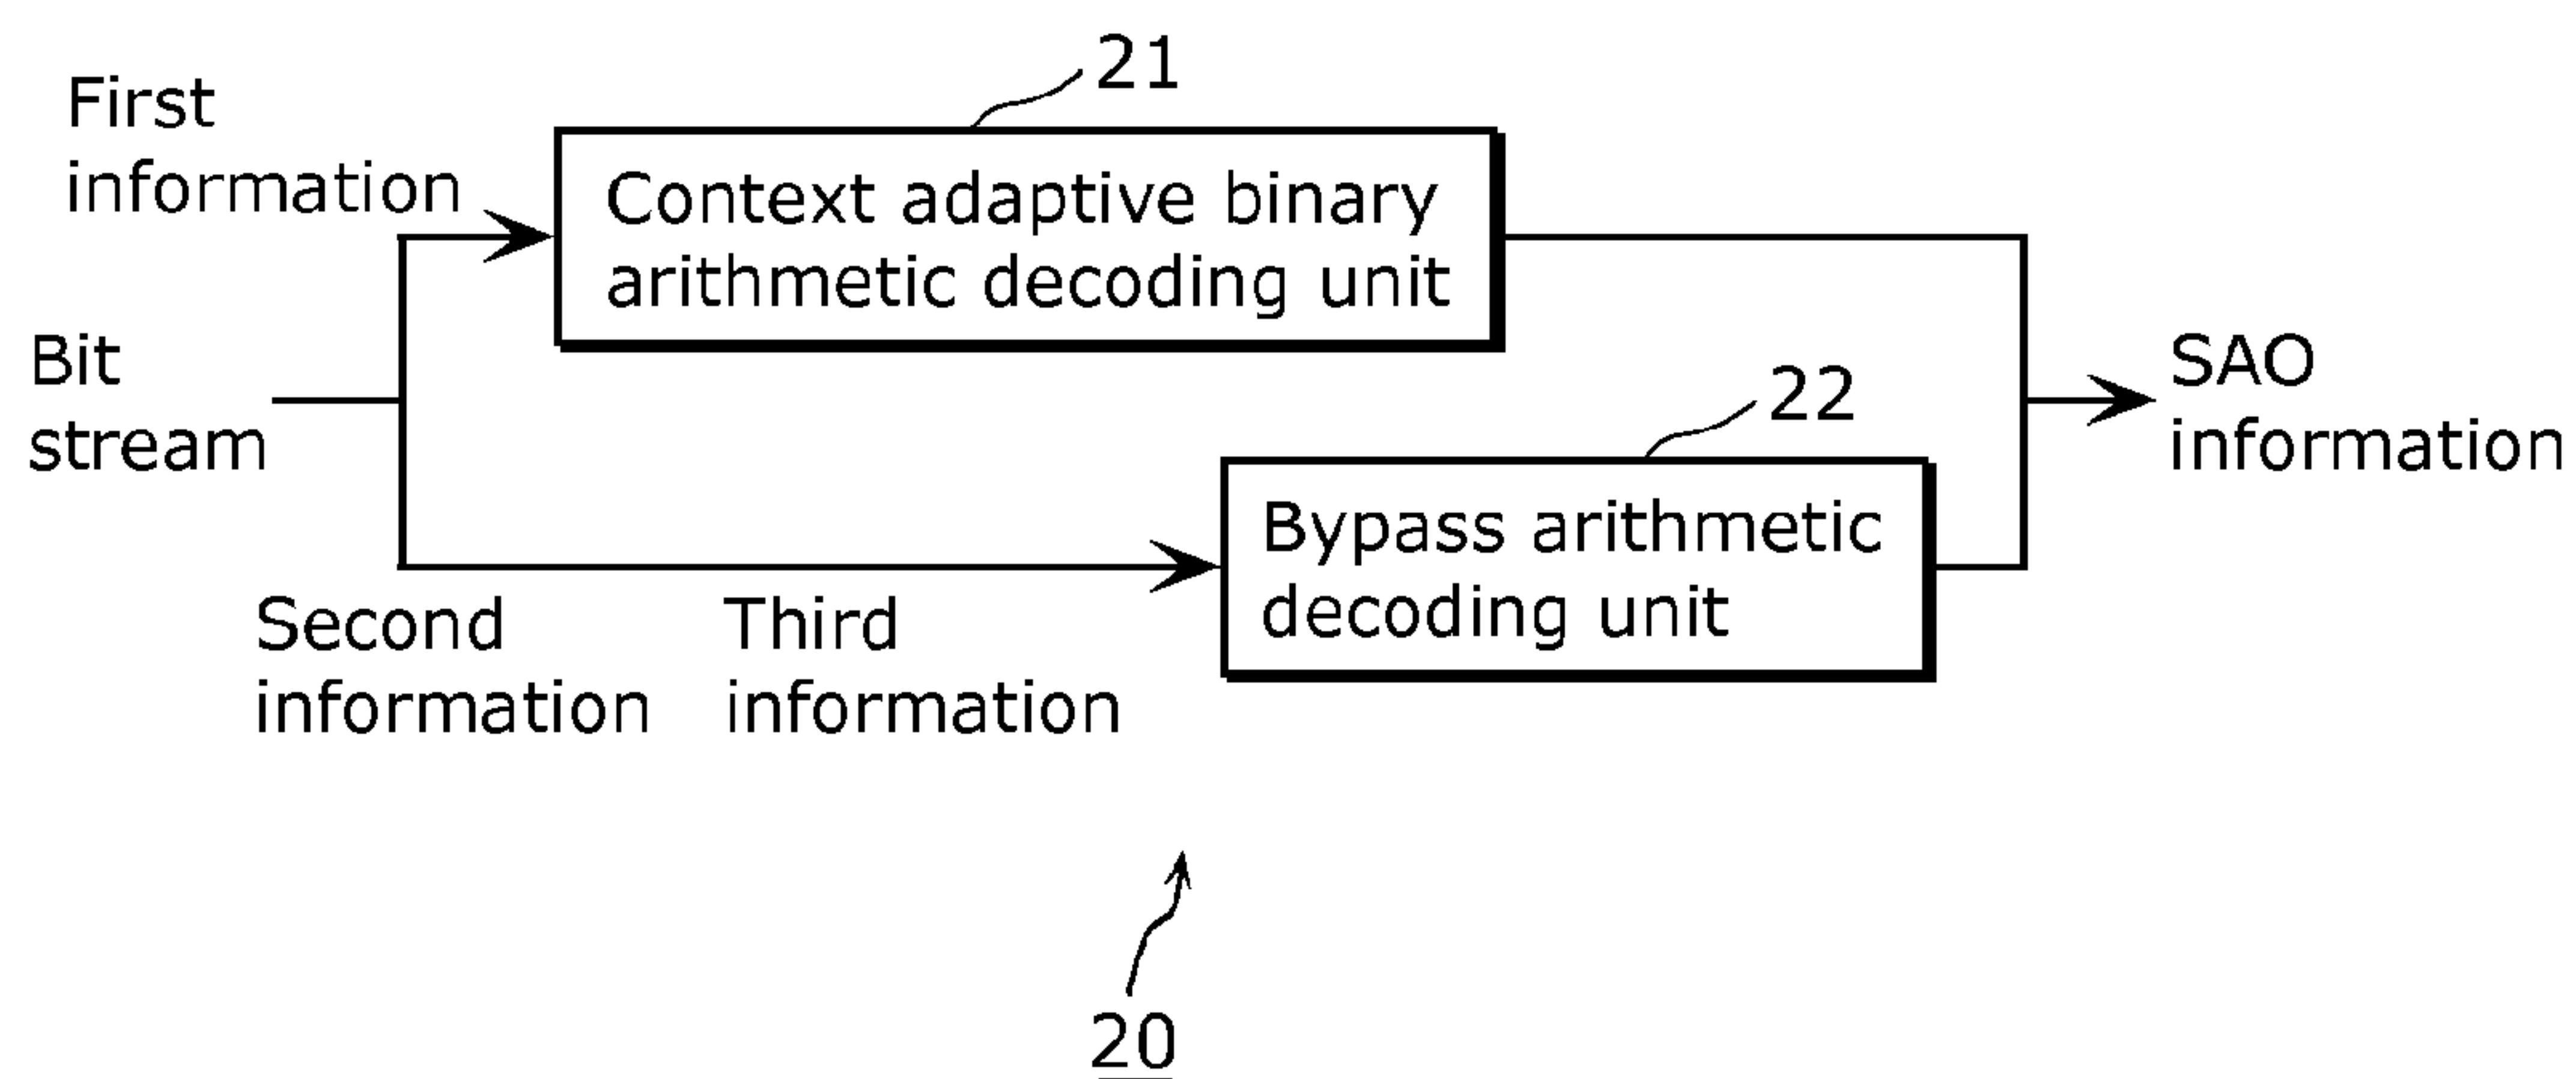 21
First
information
Context adaptive binary
arithmetic decoding unit
Bit
stream
22
SAO
information
Bypass arithmetic
decoding unit
Second
information
Third
information
20